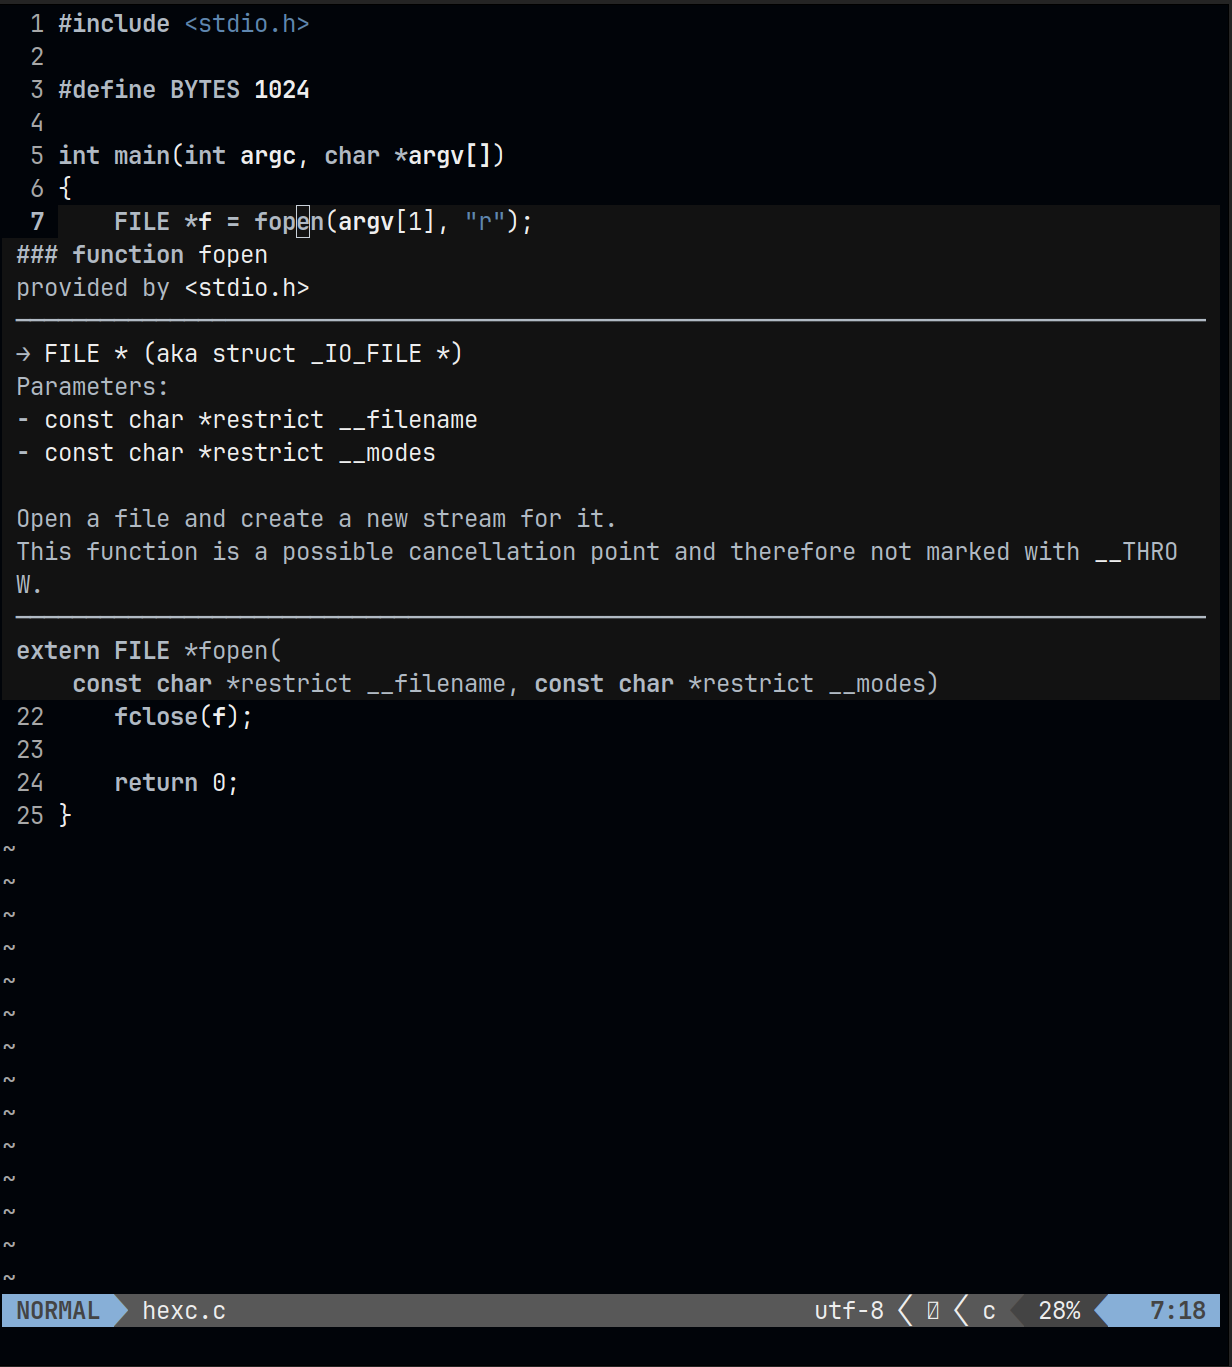 1 #include <stdio.h>
2
3 #define BYTES 1024
4
5 int main(int argc, char *argv[])
6 {
7     FILE *f = fopen(argv[1], "r");
### function fopen
provided by <stdio.h>
→ FILE * (aka struct _IO_FILE *)
Parameters:
- const char *restrict __filename
- const char *restrict __modes
Open a file and create a new stream for it.
This function is a possible cancellation point and therefore not marked with __THRO
W.
extern FILE *fopen(
    const char *restrict __filename, const char *restrict __modes)
22     fclose(f);
23
24     return 0;
25 }
~
~
~
~
~
~
~
~
~
~
~
~
~
~
NORMAL hexc.c utf-8 c 28% 7:18